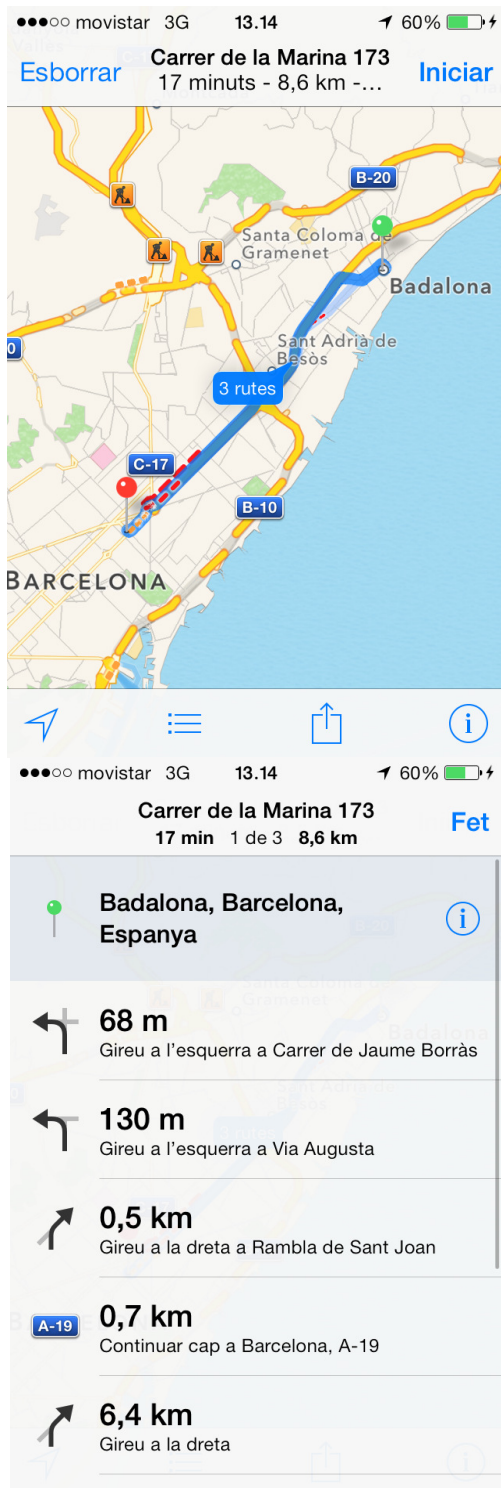 movistar 3G 13.14 60%
Esborrar
Carrer de la Marina 173
17 minuts - 8,6 km -...
Iniciar
B-20
Santa Coloma de
Gramenet
Badalona
Sant Adrià de
Besòs
3 rutes
C-17
B-10
BARCELONA
movistar 3G 13.14 60%
Carrer de la Marina 173
17 min 1 de 3 8,6 km
Fet
Badalona, Barcelona,
Espanya
68 m
Gireu a l'esquerra a Carrer de Jaume Borràs
130 m
Gireu a l'esquerra a Via Augusta
0,5 km
Gireu a la dreta a Rambla de Sant Joan
A-19
0,7 km
Continuar cap a Barcelona, A-19
6,4 km
Gireu a la dreta